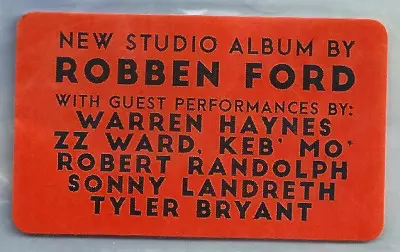 NEW STUDIO ALBUM BY
ROBBEN FORD
WITH GUEST PERFORMANCES BY:
WARREN HAYNES
ZZ WARD, KEB' MO'
ROBERT RANDOLPH
SONNY LANDRETH
TYLER BRYANT